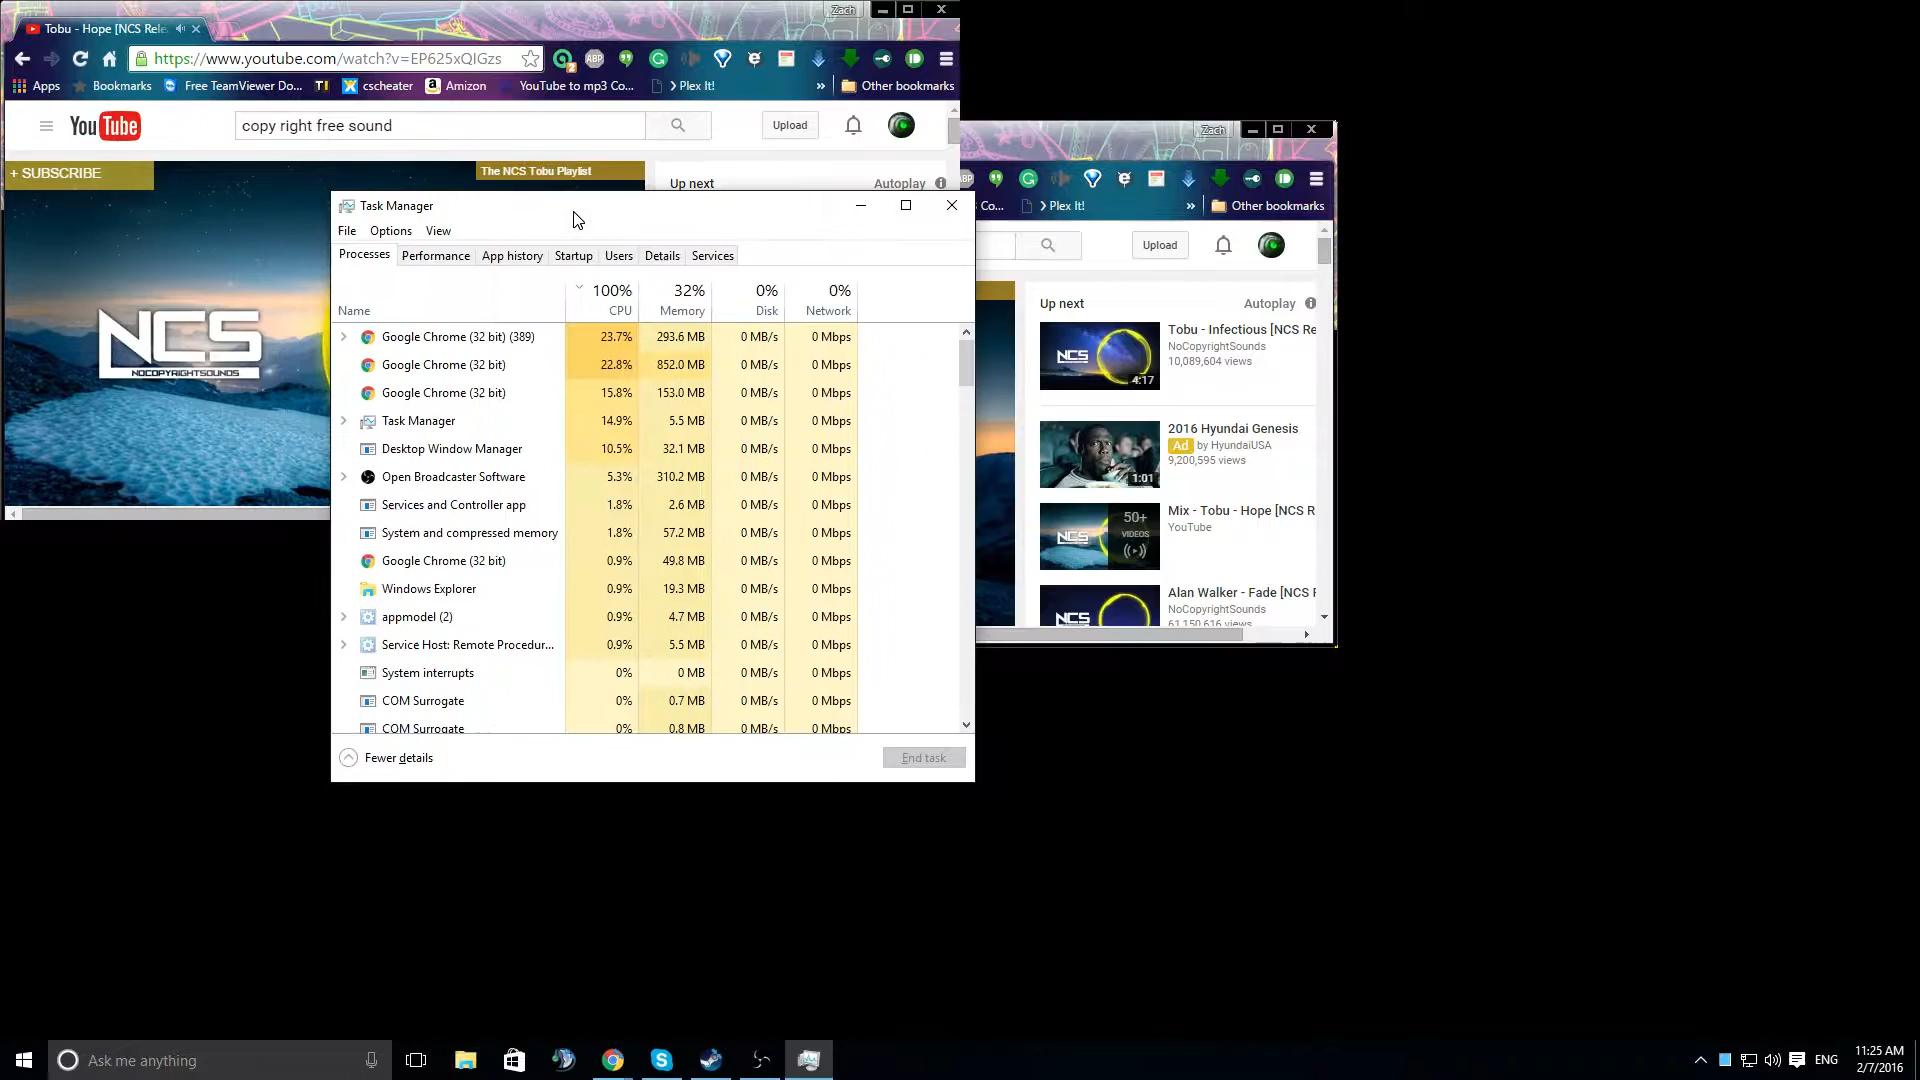 Zach
Tobu - Hope [NCS Rele
https://www.youtube.com/watch?v=EP625xQIGzs
2
ABP
Apps
Bookmarks
Free TeamViewer Do...
TI
cscheater
Amizon
YouTube to mp3 Co...
Plex It!
»
Other bookmarks
YouTube
copy right free sound
Upload
+ SUBSCRIBE
The NCS Tobu Playlist
Up next
Autoplay
NCS
NOCOPYRIGHTSOUNDS
Task Manager
File Options View
Processes Performance App history Startup Users Details Services
100% 32% 0% 0%
Name CPU Memory Disk Network
Google Chrome (32 bit) (389) 23.7% 293.6 MB 0 MB/s 0 Mbps
Google Chrome (32 bit) 22.8% 852.0 MB 0 MB/s 0 Mbps
Google Chrome (32 bit) 15.8% 153.0 MB 0 MB/s 0 Mbps
Task Manager 14.9% 5.5 MB 0 MB/s 0 Mbps
Desktop Window Manager 10.5% 32.1 MB 0 MB/s 0 Mbps
Open Broadcaster Software 5.3% 310.2 MB 0 MB/s 0 Mbps
Services and Controller app 1.8% 2.6 MB 0 MB/s 0 Mbps
System and compressed memory 1.8% 57.2 MB 0 MB/s 0 Mbps
Google Chrome (32 bit) 0.9% 49.8 MB 0 MB/s 0 Mbps
Windows Explorer 0.9% 19.3 MB 0 MB/s 0 Mbps
appmodel (2) 0.9% 4.7 MB 0 MB/s 0 Mbps
Service Host: Remote Procedur... 0.9% 5.5 MB 0 MB/s 0 Mbps
System interrupts 0% 0 MB 0 MB/s 0 Mbps
COM Surrogate 0% 0.7 MB 0 MB/s 0 Mbps
COM Surrogate 0% 0.8 MB 0 MB/s 0 Mbps
Fewer details
End task
Zach
Co...
Plex It!
»
Other bookmarks
Upload
Up next
Autoplay
NCS
4:17
Tobu - Infectious [NCS Re
NoCopyrightSounds
10,089,604 views
1:01
2016 Hyundai Genesis
Ad by HyundaiUSA
9,200,595 views
NCS
50+
VIDEOS
Mix - Tobu - Hope [NCS R
YouTube
NCS
Alan Walker - Fade [NCS F
NoCopyrightSounds
61,150,616 views
Ask me anything
ENG
11:25 AM
2/7/2016